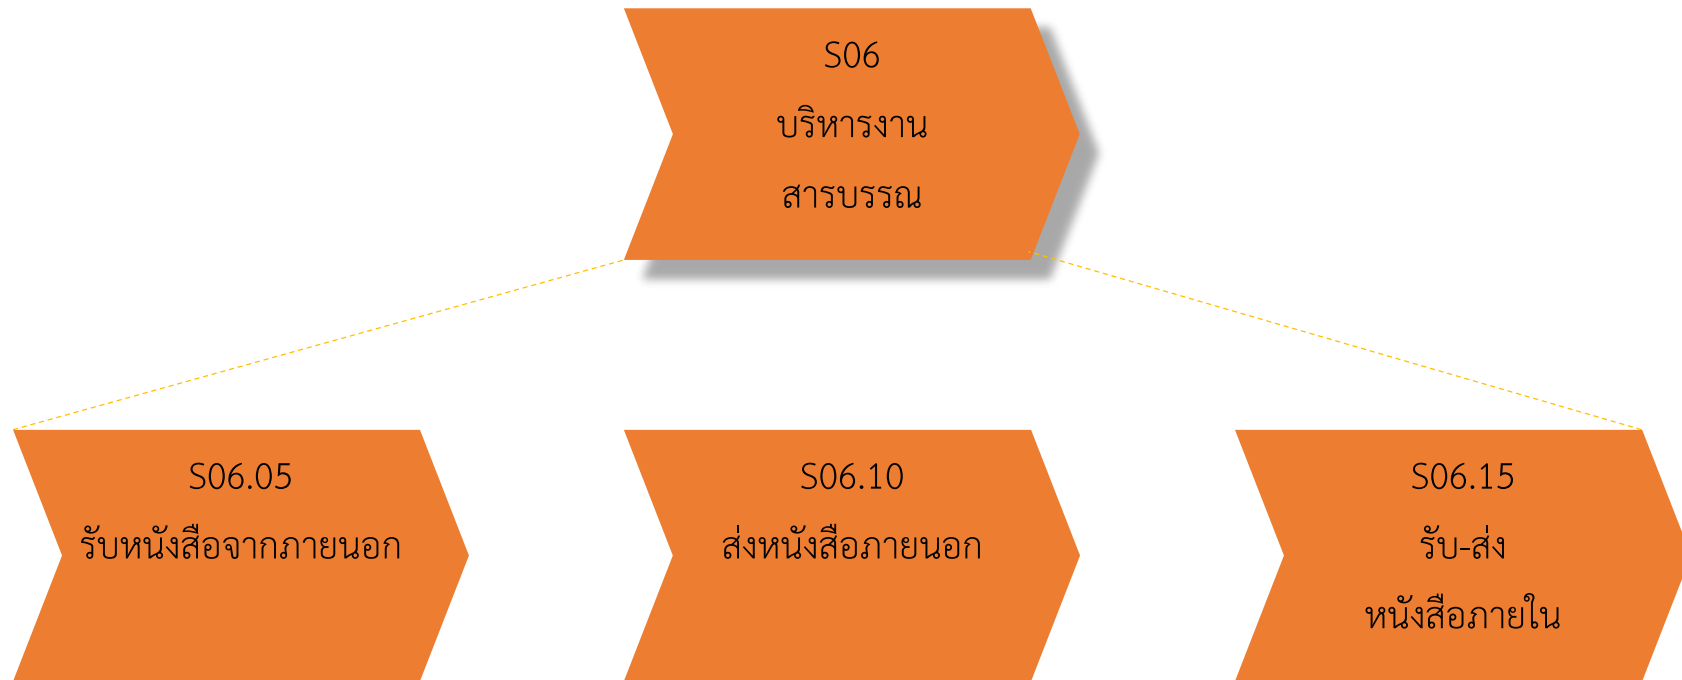 S06
บริหารงาน
สารบรรณ
S06.05
รับหนังสือจากภายนอก
S06.10
ส่งหนังสือภายนอก
S06.15
รับ-ส่ง
หนังสือภายใน